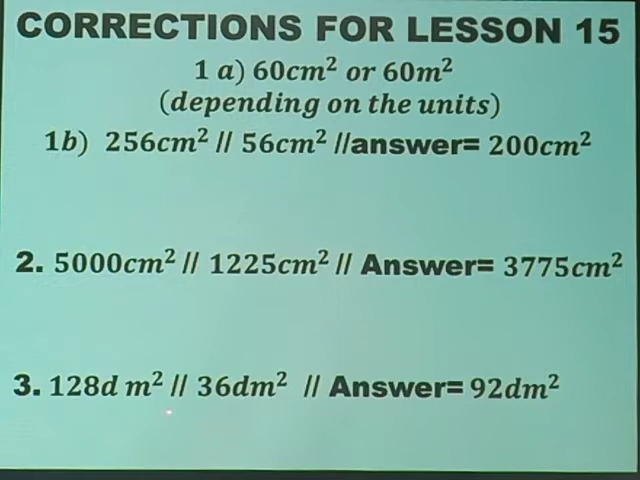 CORRECTIONS FOR LESSON 15
1 a) 60cm² or 60m²
(depending on the units)
1b) 256cm² // 56cm² //answer= 200cm²
2. 5000cm² // 1225cm² // Answer= 3775cm²
3. 128d m² // 36dm² // Answer= 92dm²